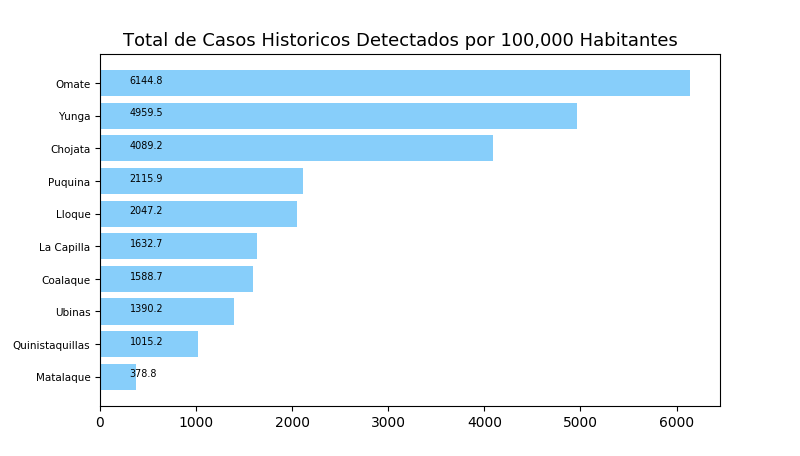 Total de Casos Historicos Detectados por 100,000 Habitantes
Omate 6144.8
Yunga 4959.5
Chojata 4089.2
Puquina 2115.9
Lloque 2047.2
La Capilla 1632.7
Coalaque 1588.7
Ubinas 1390.2
Quinistaquillas 1015.2
Matalaque 378.8
0 1000 2000 3000 4000 5000 6000